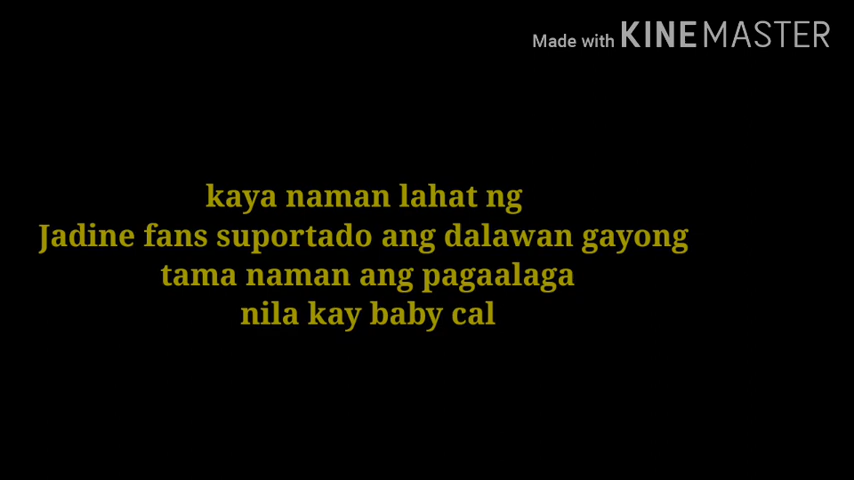 Made with KINEMASTER
kaya naman lahat ng
Jadine fans suportado ang dalawan gayong
tama naman ang pagaalaga
nila kay baby cal